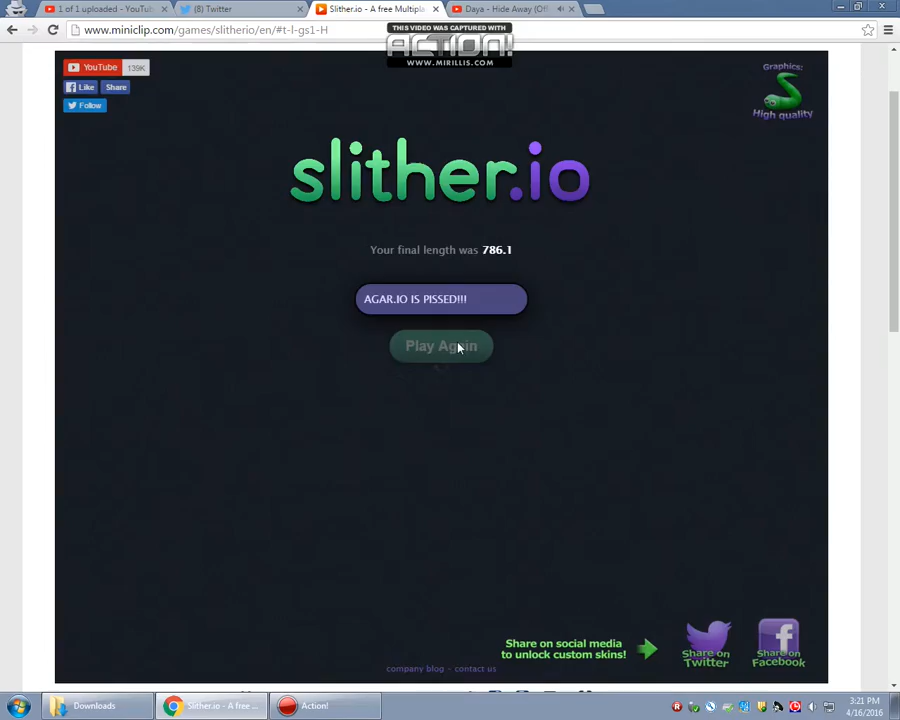 1 of 1 uploaded - YouTub
(8) Twitter
Slither.io - A free Multipla
Daya - Hide Away (Of
www.miniclip.com/games/slitherio/en/#t-l-gs1-H
THIS VIDEO WAS CAPTURED WITH
ACTION!
WWW.MIRILLIS.COM
YouTube 139K
Like Share
Follow
Graphics:
High quality
slither.io
Your final length was 786.1
AGAR.IO IS PISSED!!!
Play Again
Share on social media
to unlock custom skins!
Share on
Twitter
Share on
Facebook
company blog - contact us
Downloads
Slither.io - A free ...
Action!
3:21 PM
4/16/2016